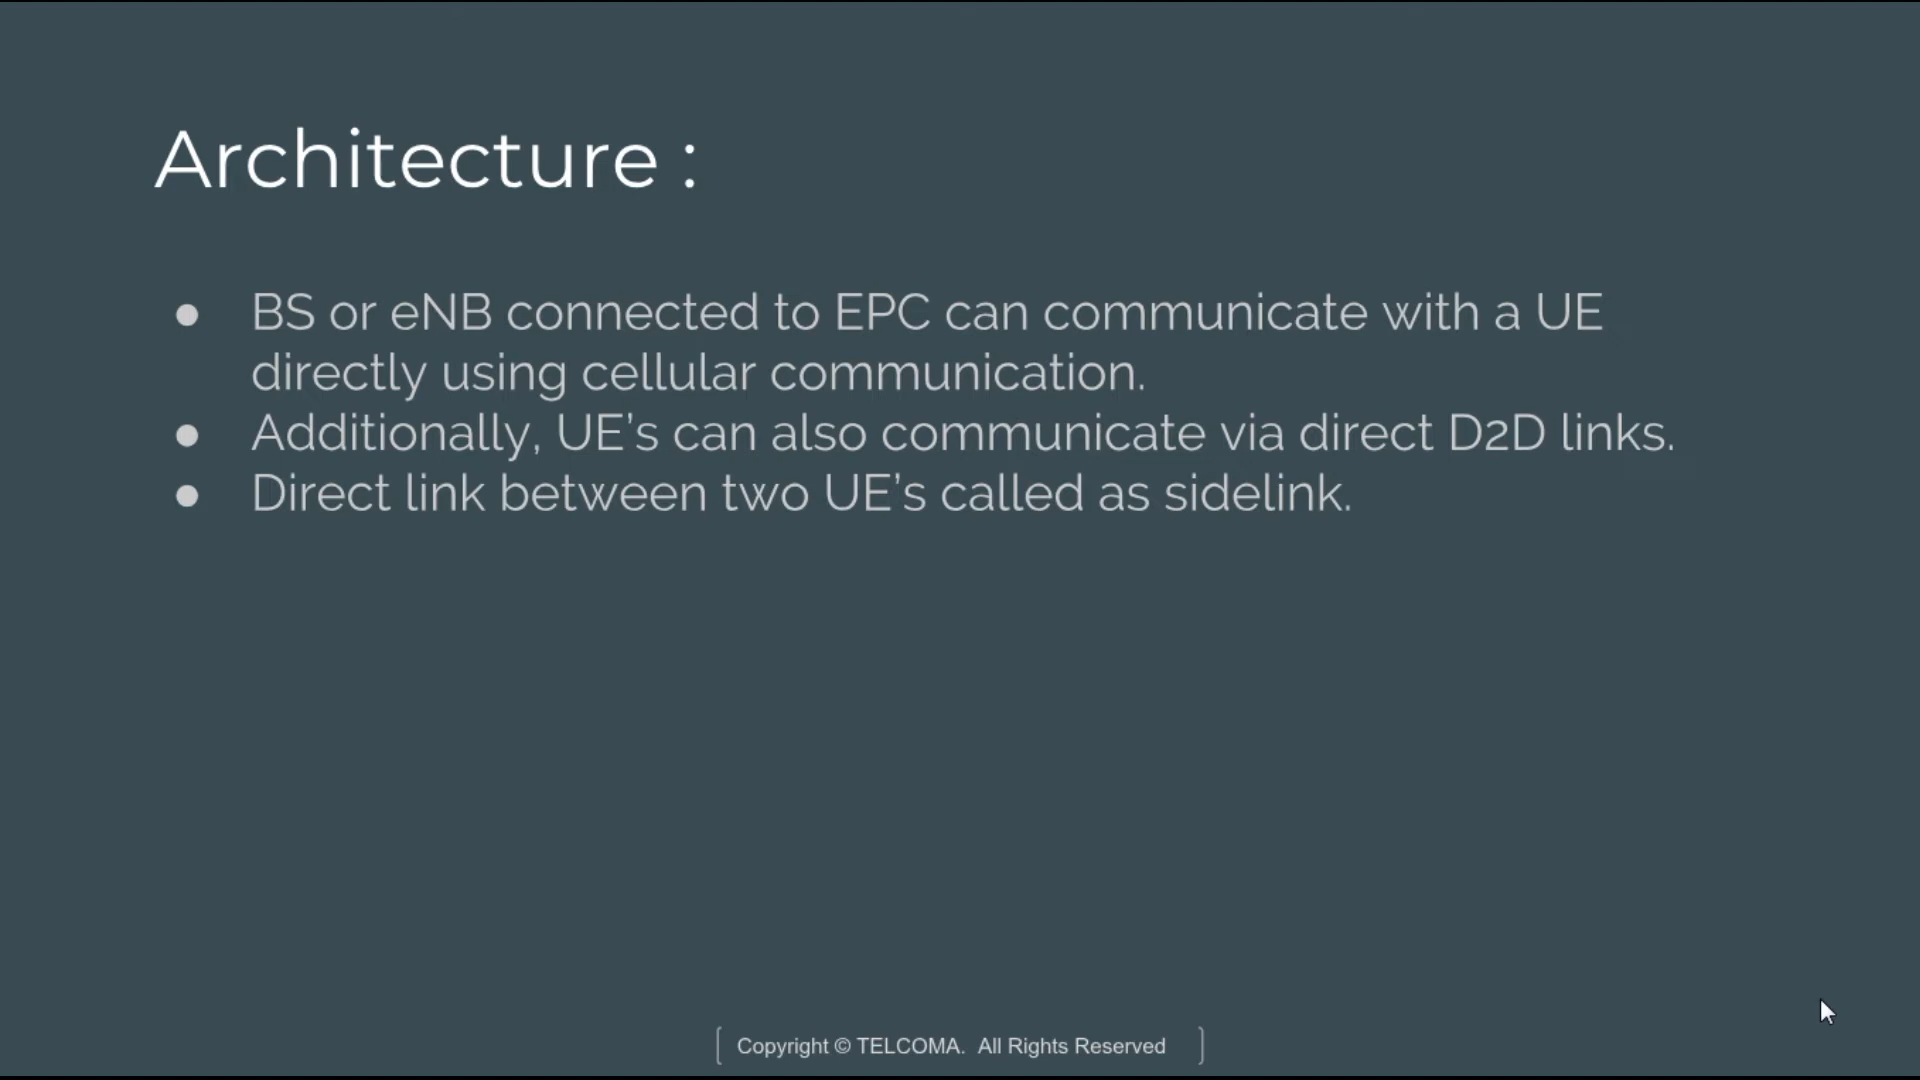 Architecture :
● BS or eNB connected to EPC can communicate with a UE
directly using cellular communication.
● Additionally, UE’s can also communicate via direct D2D links.
● Direct link between two UE’s called as sidelink.
[ Copyright © TELCOMA. All Rights Reserved ]